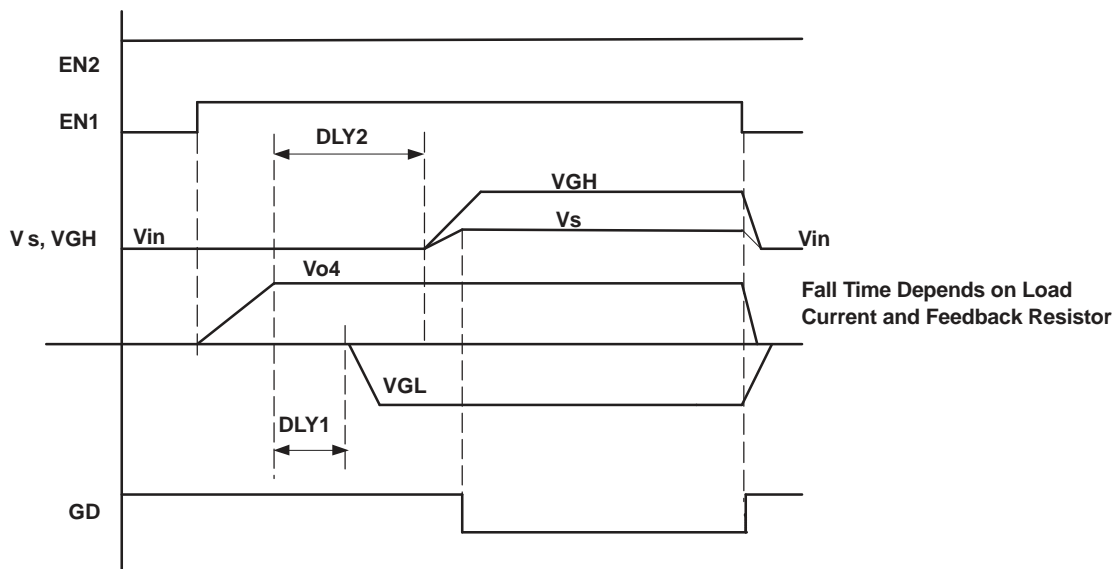 EN2
EN1
DLY2
VGH
Vs
Vs, VGH
Vin
Vin
Vo4
Fall Time Depends on Load
Current and Feedback Resistor
VGL
DLY1
GD